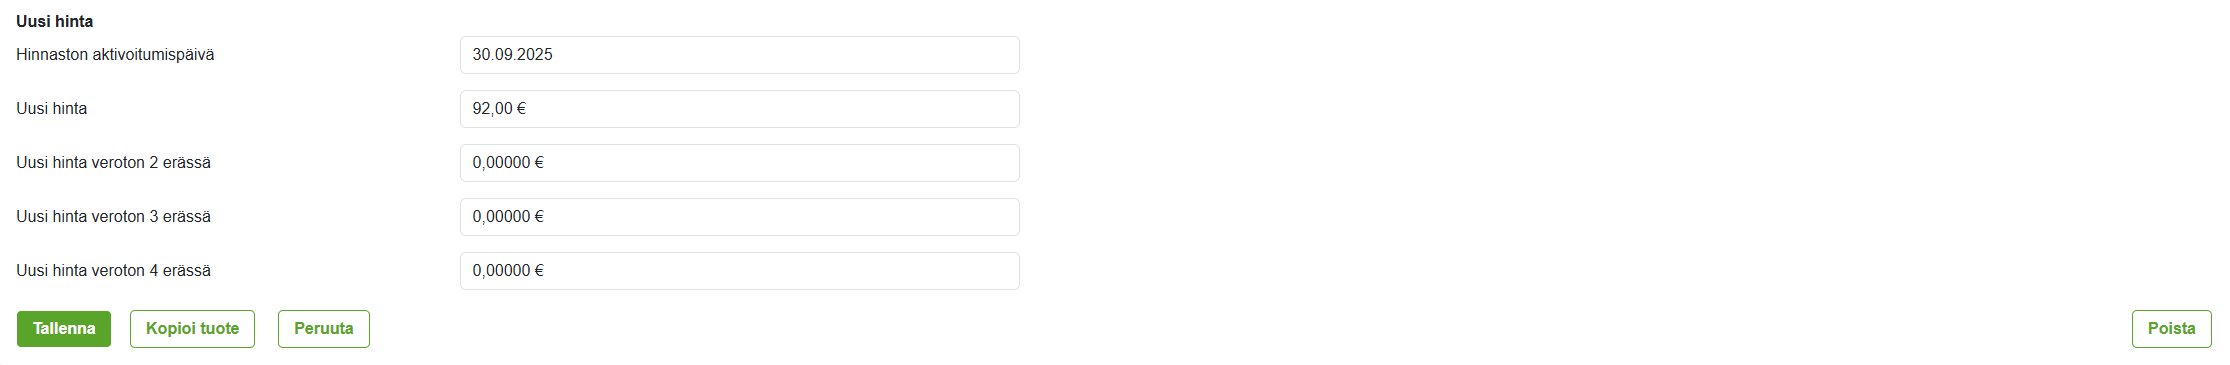 Uusi hinta
Hinnaston aktivoitumispäivä 30.09.2025
Uusi hinta 92,00 €
Uusi hinta veroton 2 erässä 0,00000 €
Uusi hinta veroton 3 erässä 0,00000 €
Uusi hinta veroton 4 erässä 0,00000 €
Tallenna Kopioi tuote Peruuta Poista